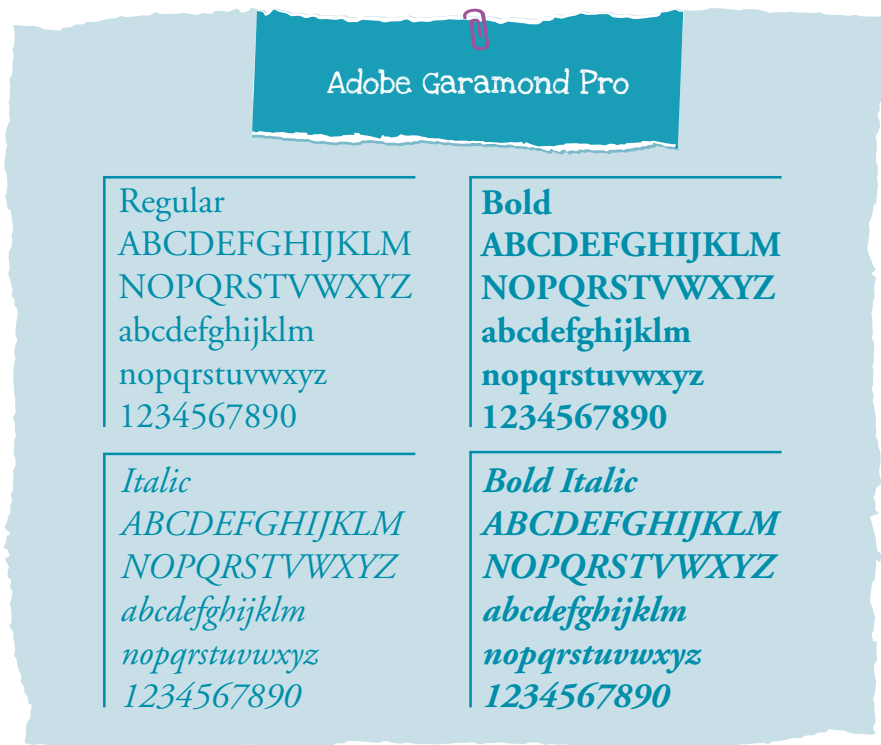 Adobe Garamond Pro
Regular
ABCDEFGHIJKLM
NOPQRSTVWXYZ
abcdefghijklm
nopqrstuvwxyz
1234567890
Bold
ABCDEFGHIJKLM
NOPQRSTVWXYZ
abcdefghijklm
nopqrstuvwxyz
1234567890
Italic
ABCDEFGHIJKLM
NOPQRSTVWXYZ
abcdefghijklm
nopqrstuvwxyz
1234567890
Bold Italic
ABCDEFGHIJKLM
NOPQRSTVWXYZ
abcdefghijklm
nopqrstuvwxyz
1234567890